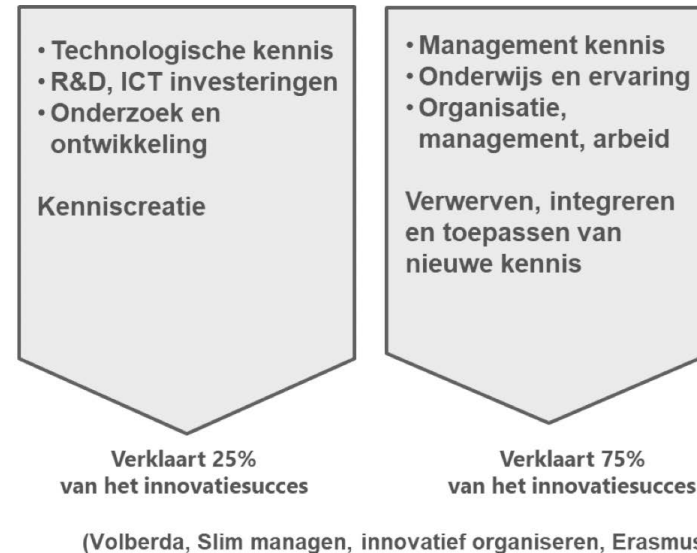 • Technologische kennis
• R&D, ICT investeringen
• Onderzoek en
ontwikkeling
Kenniscreatie
• Management kennis
• Onderwijs en ervaring
• Organisatie,
management, arbeid
Verwerven, integreren
en toepassen van
nieuwe kennis
Verklaart 25%
van het innovatiesucces
Verklaart 75%
van het innovatiesucces
(Volberda, Slim managen, innovatief organiseren, Erasmus